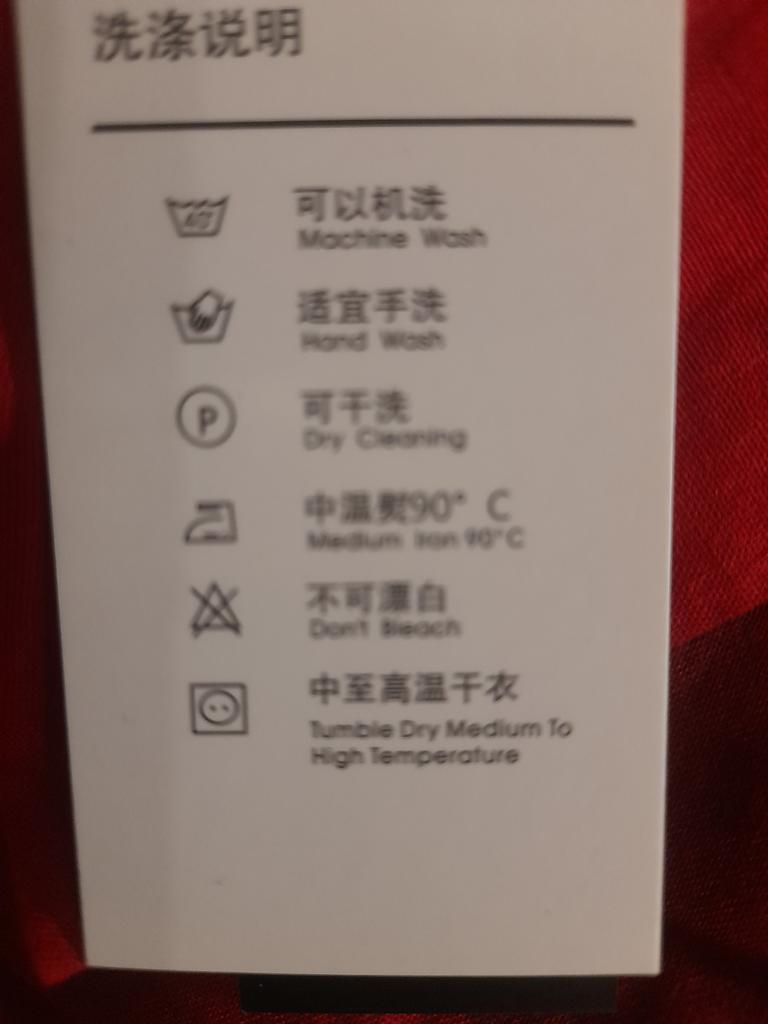 洗涤说明
40°
可以机洗
Machine Wash
适宜手洗
Hand Wash
P
可干洗
Dry Cleaning
中温熨90° C
Medium Iron 90°C
不可漂白
Don't Bleach
中至高温干衣
Tumble Dry Medium To
High Temperature